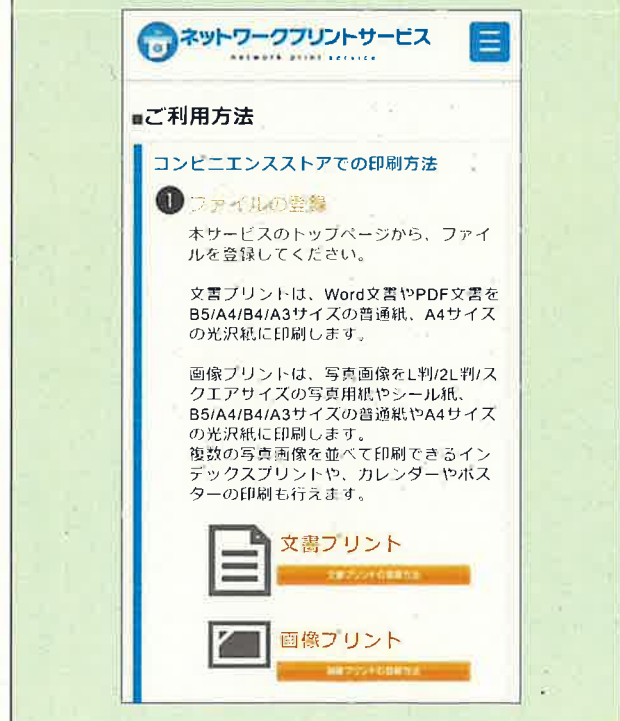 ネットワークプリントサービス
network print service
■ご利用方法
コンビニエンスストアでの印刷方法
❶ファイルの登録
本サービスのトップページから、ファイ
ルを登録してください。
文書プリントは、Word文書やPDF文書を
B5/A4/B4/A3サイズの普通紙、A4サイズ
の光沢紙に印刷します。
画像プリントは、写真画像をL判/2L判/ス
クエアサイズの写真用紙やシール紙、
B5/A4/B4/A3サイズの普通紙やA4サイズ
の光沢紙に印刷します。
複数の写真画像を並べて印刷できるイン
デックスプリントや、カレンダーやポス
ターの印刷も行えます。
文書プリント
文書プリントの登録方法
画像プリント
画像プリントの登録方法